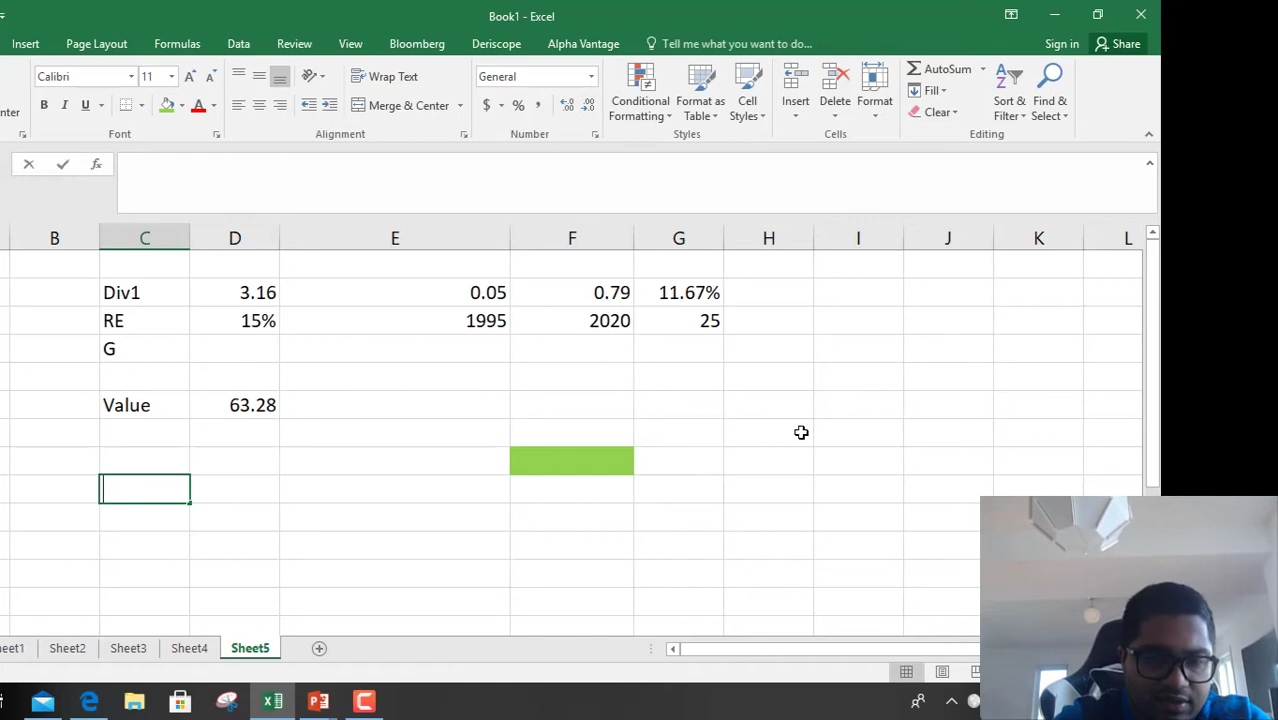 Book1 - Excel
Insert Page Layout Formulas Data Review View Bloomberg Deriscope Alpha Vantage Tell me what you want to do... Sign in Share
Calibri 11 A A Wrap Text General AutoSum
Fill
B I U A Merge & Center $ % , Conditional Formatting Format as Table Cell Styles Insert Delete Format Clear Sort & Filter Find & Select
Font Alignment Number Styles Cells Editing
fx
B C D E F G H I J K L
Div1 3.16 0.05 0.79 11.67%
RE 15% 1995 2020 25
G
Value 63.28
Sheet2 Sheet3 Sheet4 Sheet5